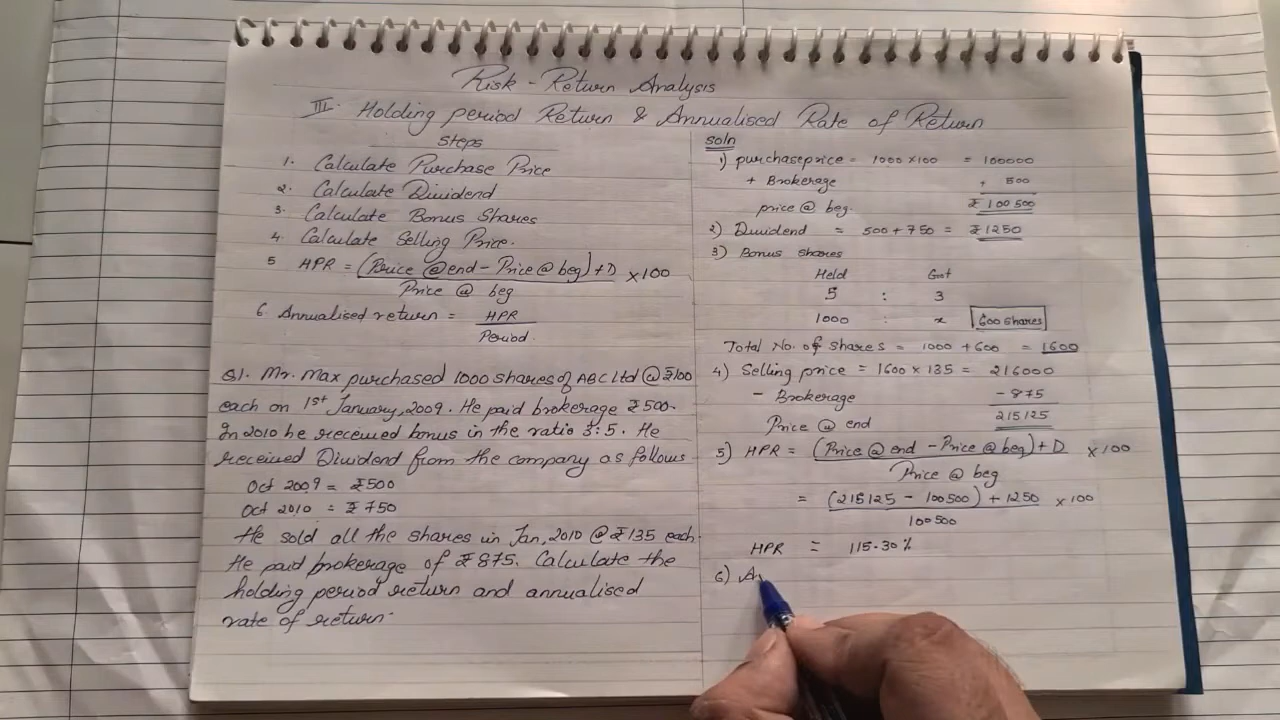 Risk - Return Analysis
III. Holding period Return & Annualised Rate of Return
Steps
1. Calculate Purchase Price
2. Calculate Dividend
3. Calculate Bonus Shares
4. Calculate Selling Price.
5 HPR = (Price @ end - Price @ beg) + D × 100
Price @ beg
6. Annualised return = HPR
Period.
Q1. Mr. Max purchased 1000 shares of ABC Ltd @ ₹100
each on 1st January, 2009. He paid brokerage ₹500.
In 2010 he received bonus in the ratio 3:5. He
received Dividend from the company as follows
Oct 2009 = ₹500
Oct 2010 = ₹750
He sold all the shares in Jan, 2010 @ ₹135 each.
He paid brokerage of ₹875. Calculate the
holding period return and annualised
rate of return.
soln
1) purchase price = 1000 × 100 = 100000
+ Brokerage + 500
price @ beg. ₹ 100500
2) Dividend = 500 + 750 = ₹1250
3) Bonus shares
Held Got
5 : 3
1000 : x 600 shares
Total No. of shares = 1000 + 600 = 1600
4) Selling price = 1600 × 135 = 216000
- Brokerage - 875
Price @ end 215125
5) HPR = (Price @ end - Price @ beg) + D × 100
Price @ beg
= (215125 - 100500) + 1250 × 100
100500
HPR = 115.30%
6) An